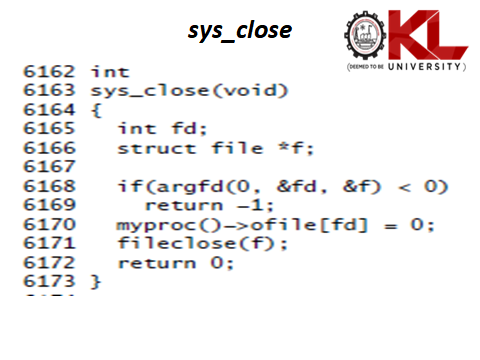 sys_close
KL
(DEEMED TO BE UNIVERSITY)
6162 int
6163 sys_close(void)
6164 {
6165   int fd;
6166   struct file *f;
6167
6168   if(argfd(0, &fd, &f) < 0)
6169     return -1;
6170   myproc()->ofile[fd] = 0;
6171   fileclose(f);
6172   return 0;
6173 }